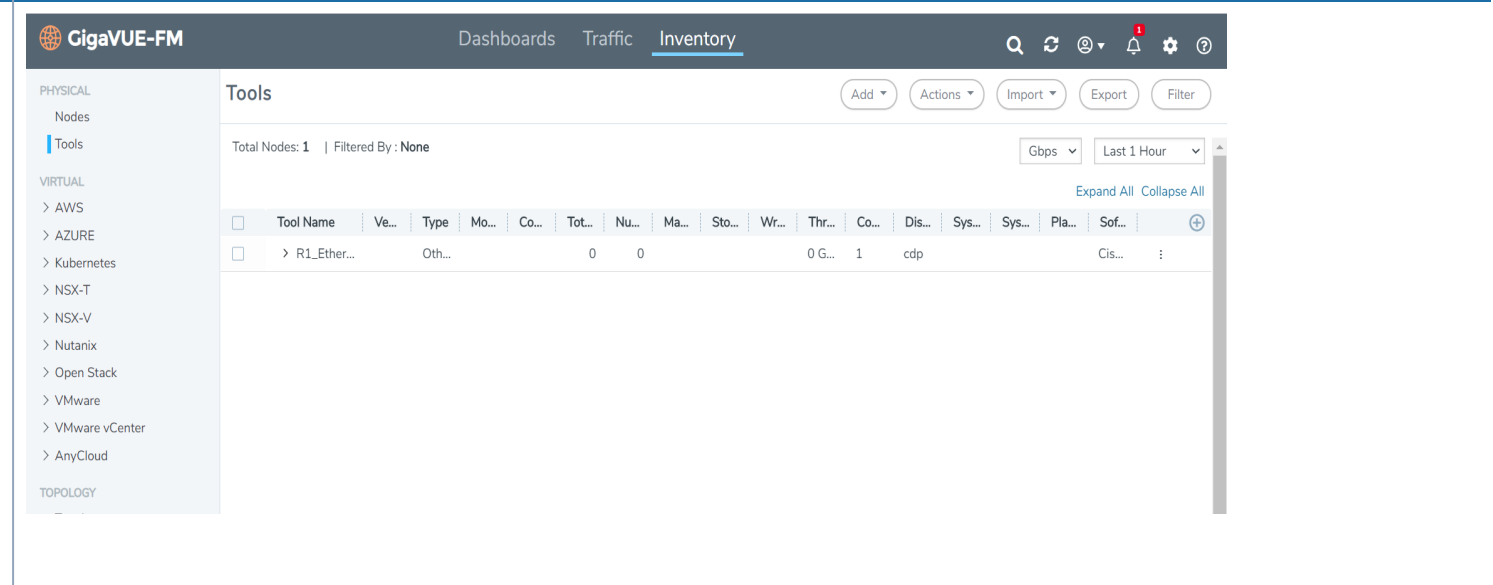 GigaVUE-FM
Dashboards Traffic Inventory
1
PHYSICAL
Nodes
Tools
VIRTUAL
AWS
AZURE
Kubernetes
NSX-T
NSX-V
Nutanix
Open Stack
VMware
VMware vCenter
AnyCloud
TOPOLOGY
Tools
Add Actions Import Export Filter
Total Nodes: 1 | Filtered By : None
Gbps Last 1 Hour
Expand All Collapse All
Tool Name Ve... Type Mo... Co... Tot... Nu... Ma... Sto... Wr... Thr... Co... Dis... Sys... Sys... Pla... Sof...
R1_Ether... Oth... 0 0 0 G... 1 cdp Cis...